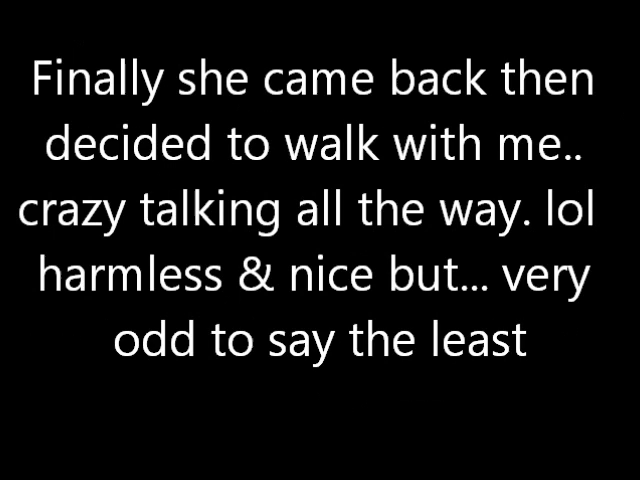 Finally she came back then
decided to walk with me..
crazy talking all the way. lol
harmless & nice but... very
odd to say the least